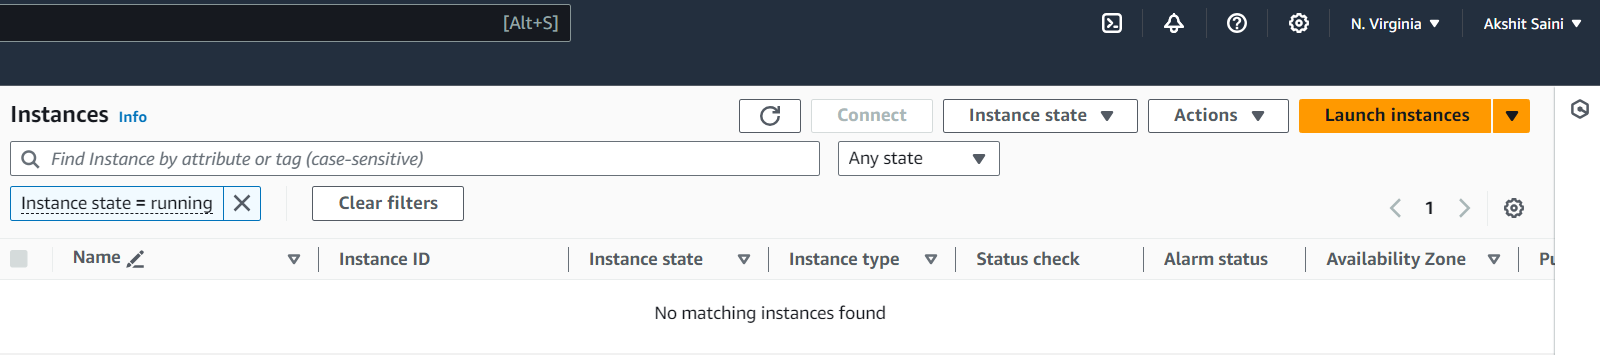 [Alt+S]
N. Virginia
Akshit Saini
Instances Info
Connect
Instance state
Actions
Launch instances
Find Instance by attribute or tag (case-sensitive)
Any state
Instance state = running
Clear filters
1
Name
Instance ID
Instance state
Instance type
Status check
Alarm status
Availability Zone
No matching instances found